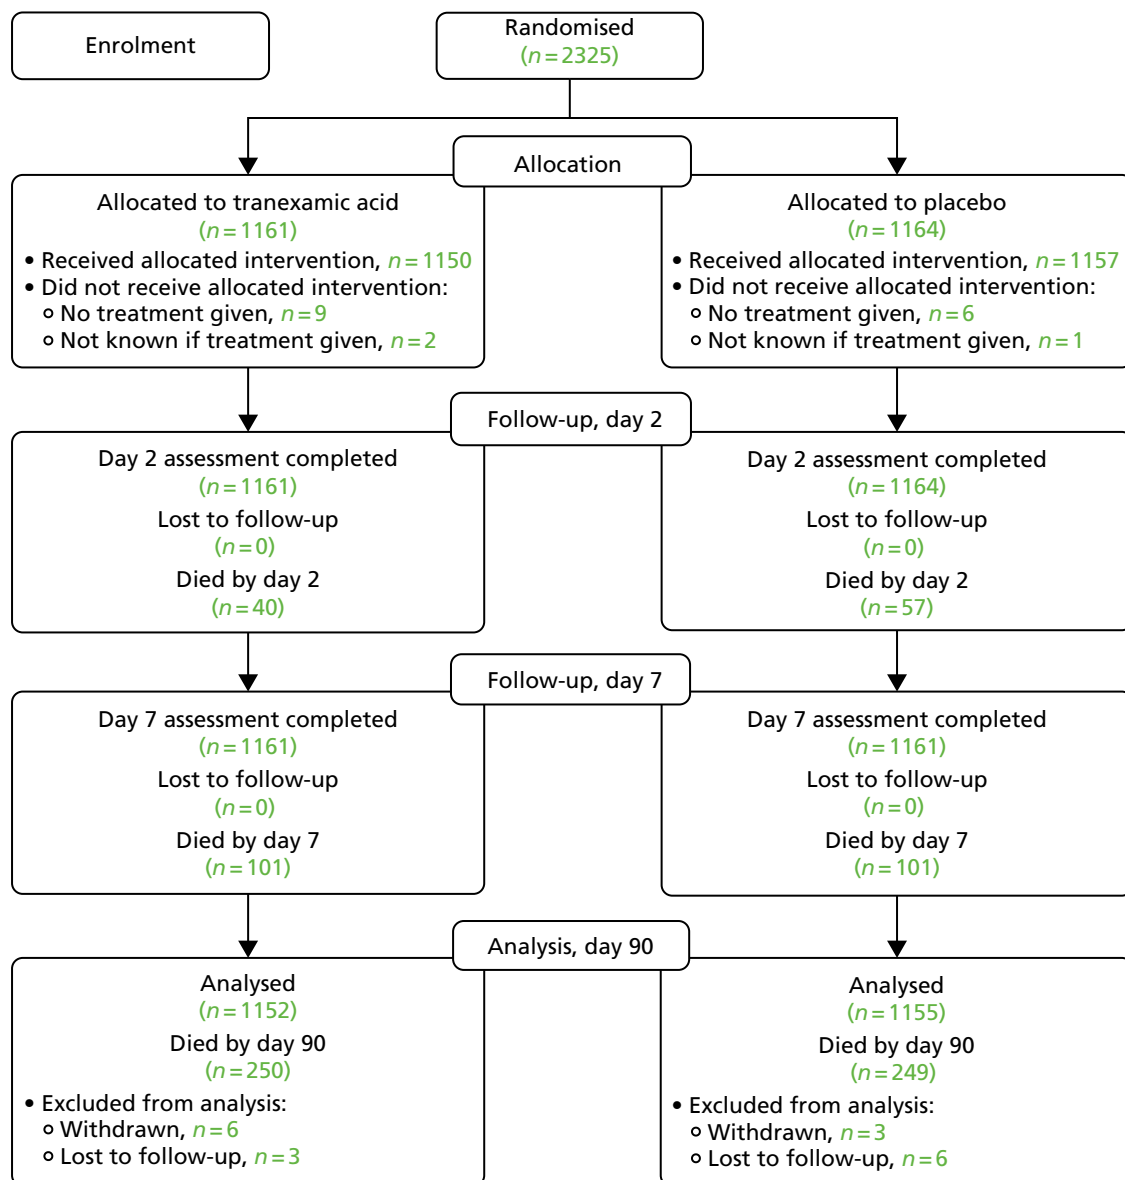 Enrolment
Randomised
(n=2325)
Allocation
Allocated to tranexamic acid
(n=1161)
• Received allocated intervention, n=1150
• Did not receive allocated intervention:
No treatment given, n=9
Not known if treatment given, n=2
Allocated to placebo
(n=1164)
• Received allocated intervention, n=1157
• Did not receive allocated intervention:
No treatment given, n=6
Not known if treatment given, n=1
Follow-up, day 2
Day 2 assessment completed
(n=1161)
Lost to follow-up
(n=0)
Died by day 2
(n=40)
Day 2 assessment completed
(n=1164)
Lost to follow-up
(n=0)
Died by day 2
(n=57)
Follow-up, day 7
Day 7 assessment completed
(n=1161)
Lost to follow-up
(n=0)
Died by day 7
(n=101)
Day 7 assessment completed
(n=1161)
Lost to follow-up
(n=0)
Died by day 7
(n=101)
Analysis, day 90
Analysed
(n=1152)
Died by day 90
(n=250)
• Excluded from analysis:
Withdrawn, n=6
Lost to follow-up, n=3
Analysed
(n=1155)
Died by day 90
(n=249)
• Excluded from analysis:
Withdrawn, n=3
Lost to follow-up, n=6